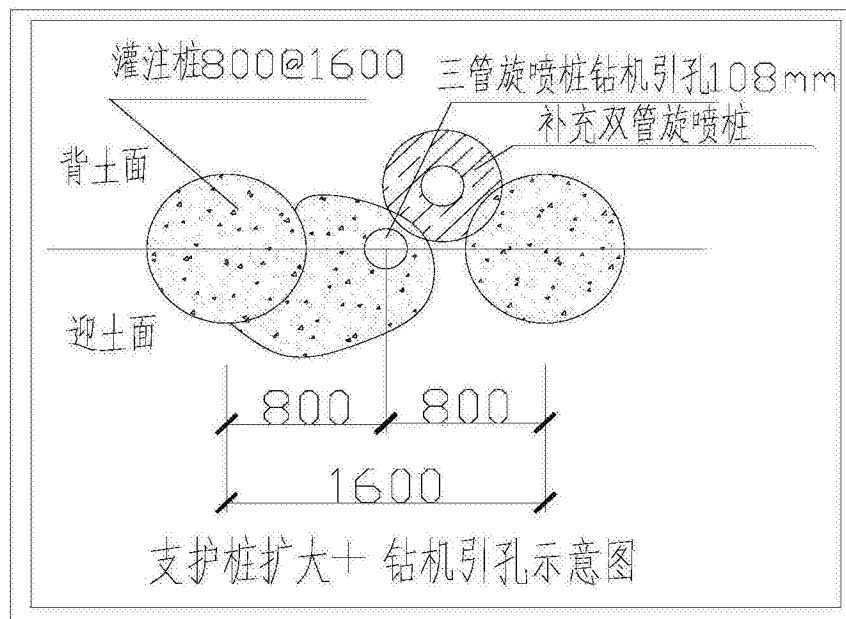 灌注桩800@1600
三管旋喷桩钻机引孔108mm
补充双管旋喷桩
背土面
迎土面
800
800
1600
支护桩扩大+ 钻机引孔示意图